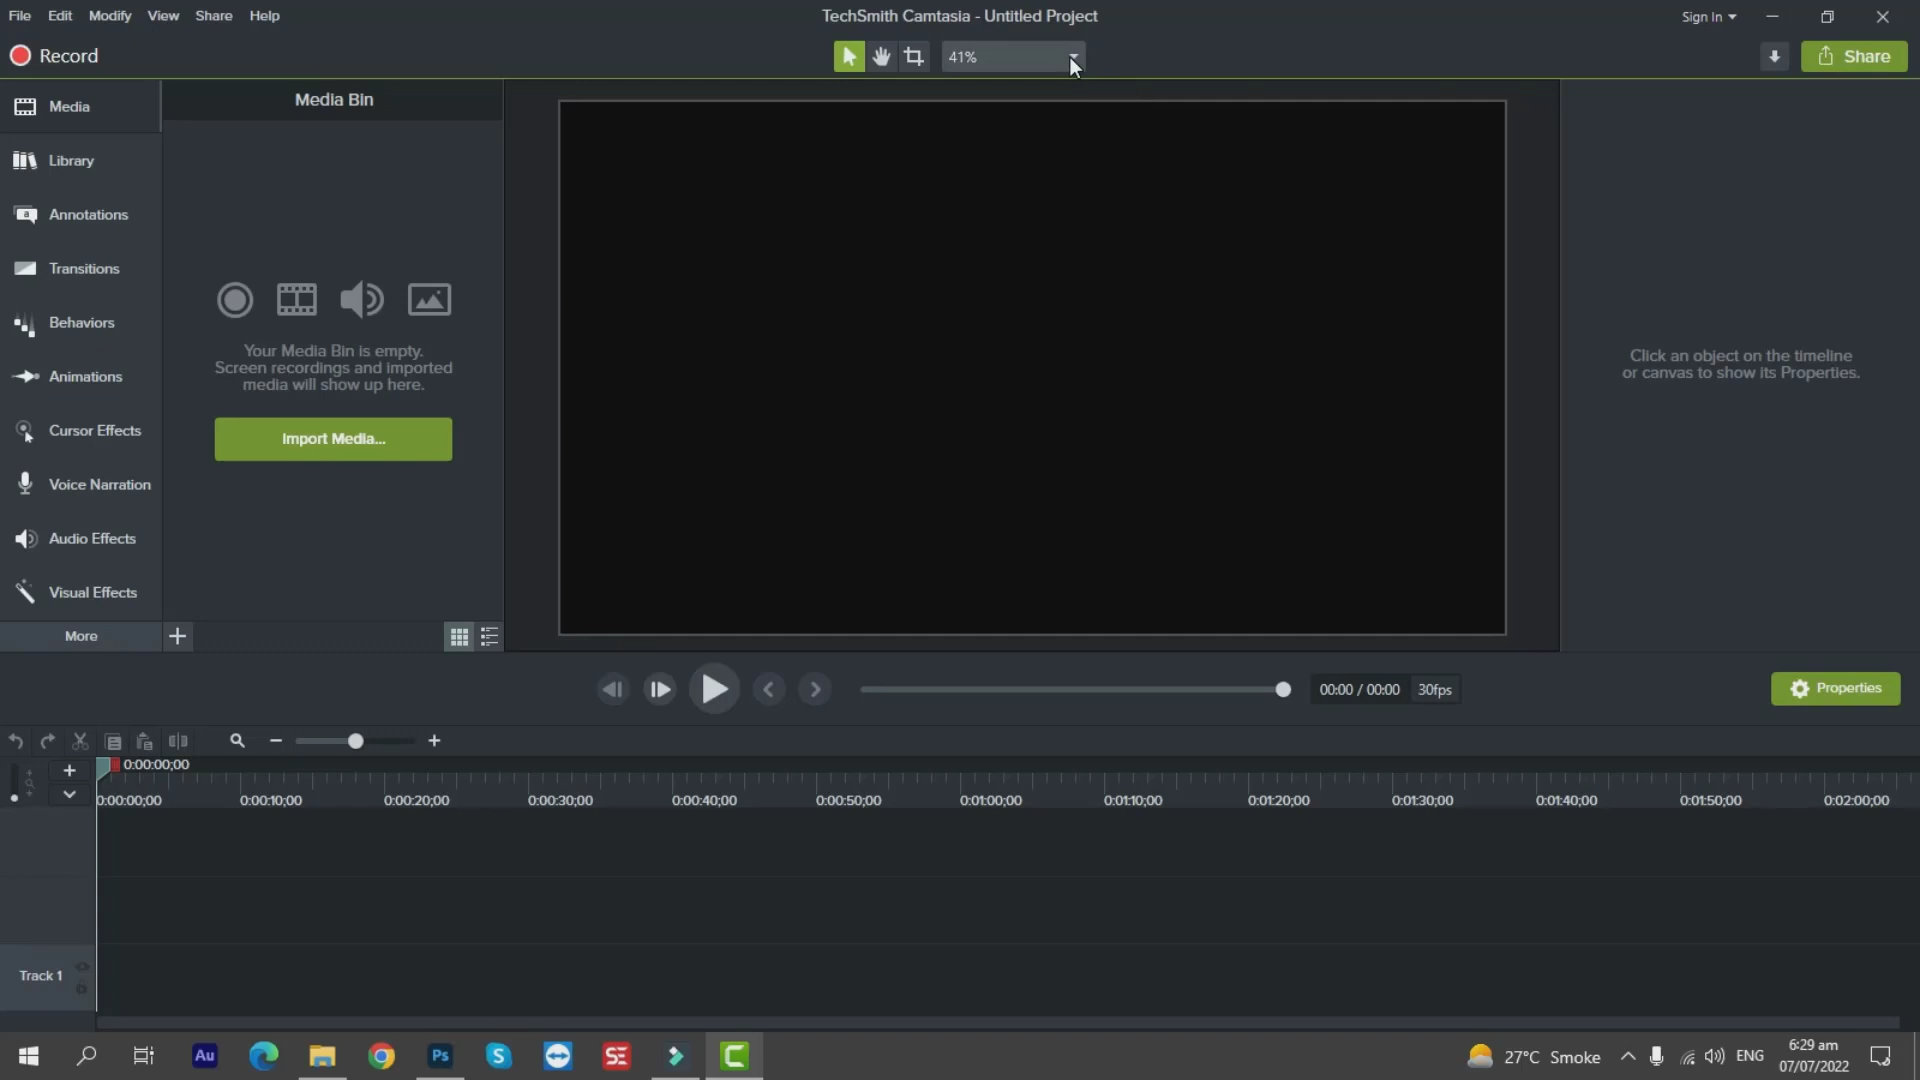 File Edit Modify View Share Help
TechSmith Camtasia - Untitled Project
Sign In
Record
41%
Share
Media
Media Bin
Library
Annotations
Transitions
Behaviors
Animations
Cursor Effects
Voice Narration
Audio Effects
Visual Effects
More
Your Media Bin is empty.
Screen recordings and imported
media will show up here.
Import Media...
Click an object on the timeline
or canvas to show its Properties.
00:00 / 00:00 30fps
Properties
0:00:00;00
0:00:00;00 0:00:10;00 0:00:20;00 0:00:30;00 0:00:40;00 0:00:50;00 0:01:00;00 0:01:10;00 0:01:20;00 0:01:30;00 0:01:40;00 0:01:50;00 0:02:00;00
Track 1
Au
Ps
S
SE
C
27°C Smoke
ENG
6:29 am
07/07/2022